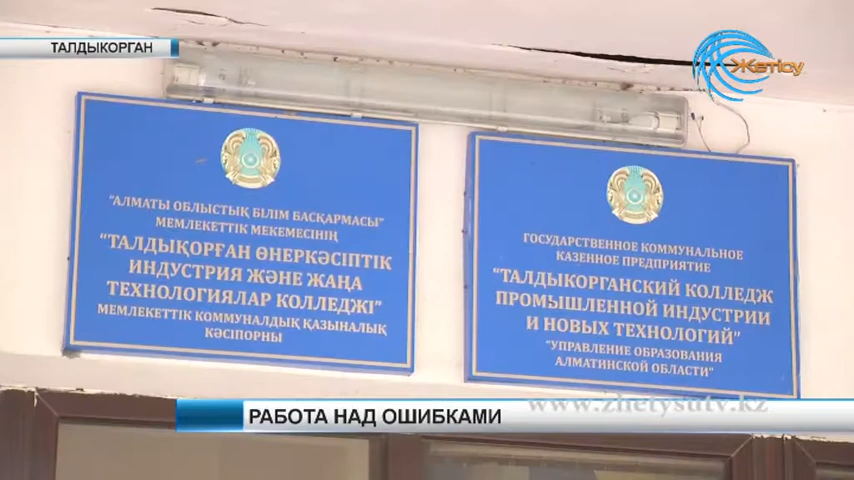 ТАЛДЫКОРГАН
Жетісу
"АЛМАТЫ ОБЛЫСТЫҚ БІЛІМ БАСҚАРМАСЫ"
МЕМЛЕКЕТТІК МЕКЕМЕСІНІҢ
"ТАЛДЫҚОРҒАН ӨНЕРКӘСІПТІК
ИНДУСТРИЯ ЖӘНЕ ЖАҢА
ТЕХНОЛОГИЯЛАР КОЛЛЕДЖІ"
МЕМЛЕКЕТТІК КОММУНАЛДЫҚ ҚАЗЫНАЛЫҚ
КӘСІПОРНЫ
ГОСУДАРСТВЕННОЕ КОММУНАЛЬНОЕ
КАЗЕННОЕ ПРЕДПРИЯТИЕ
"ТАЛДЫКОРГАНСКИЙ КОЛЛЕДЖ
ПРОМЫШЛЕННОЙ ИНДУСТРИИ
И НОВЫХ ТЕХНОЛОГИЙ"
"УПРАВЛЕНИЕ ОБРАЗОВАНИЯ
АЛМАТИНСКОЙ ОБЛАСТИ"
www.zhetysutv.kz
РАБОТА НАД ОШИБКАМИ